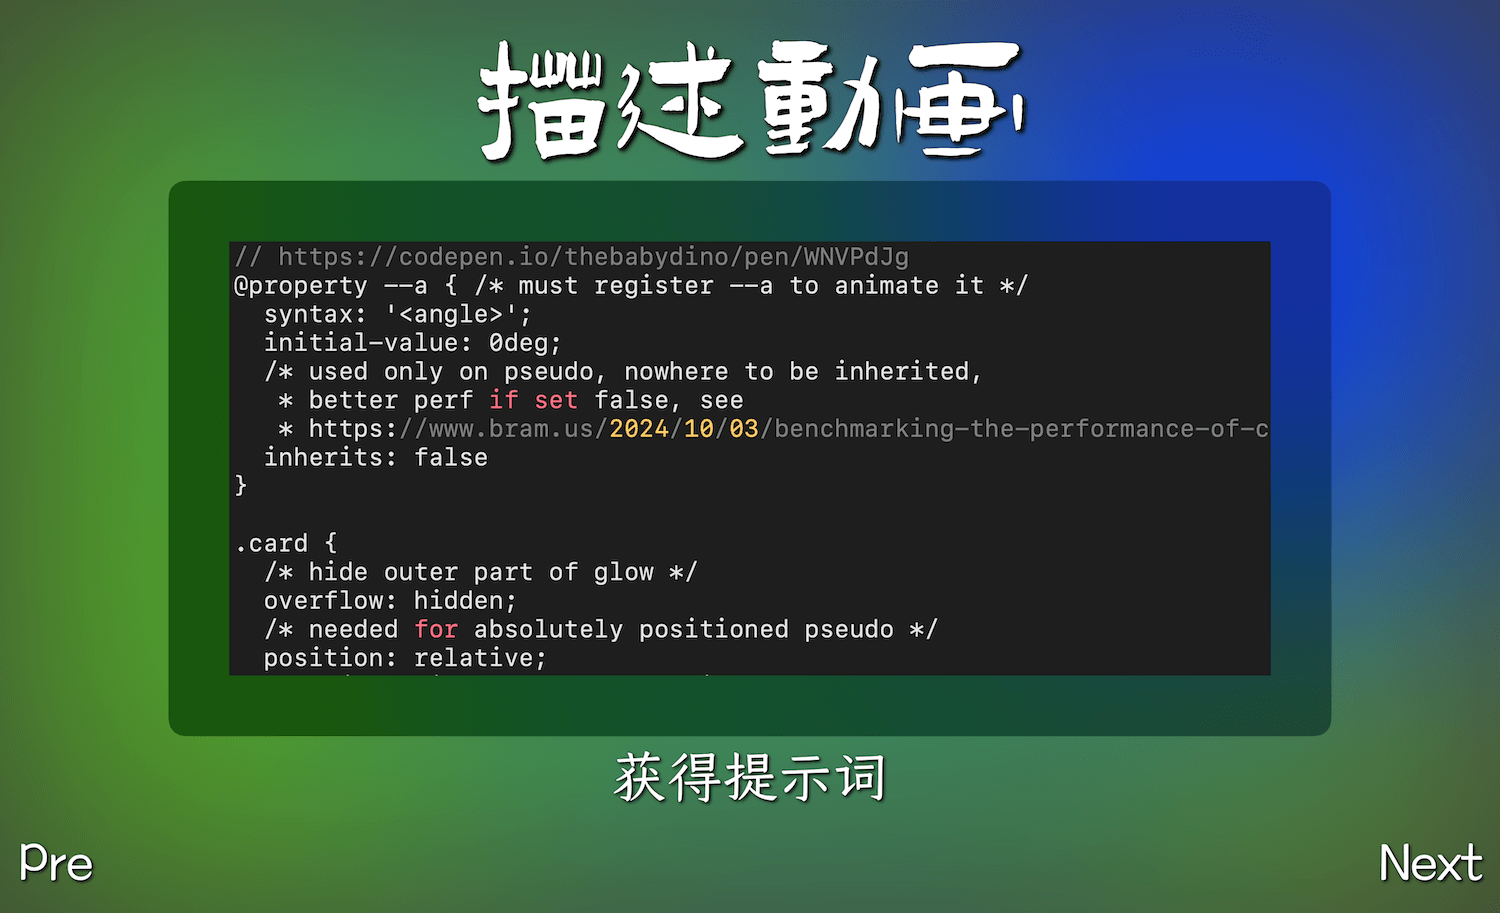 描述動画
// https://codepen.io/thebabydino/pen/WNVPdJg
@property --a { /* must register --a to animate it */
  syntax: '<angle>';
  initial-value: 0deg;
  /* used only on pseudo, nowhere to be inherited,
   * better perf if set false, see
   * https://www.bram.us/2024/10/03/benchmarking-the-performance-of-c
  inherits: false
}
.card {
  /* hide outer part of glow */
  overflow: hidden;
  /* needed for absolutely positioned pseudo */
  position: relative;
获得提示词
Pre
Next